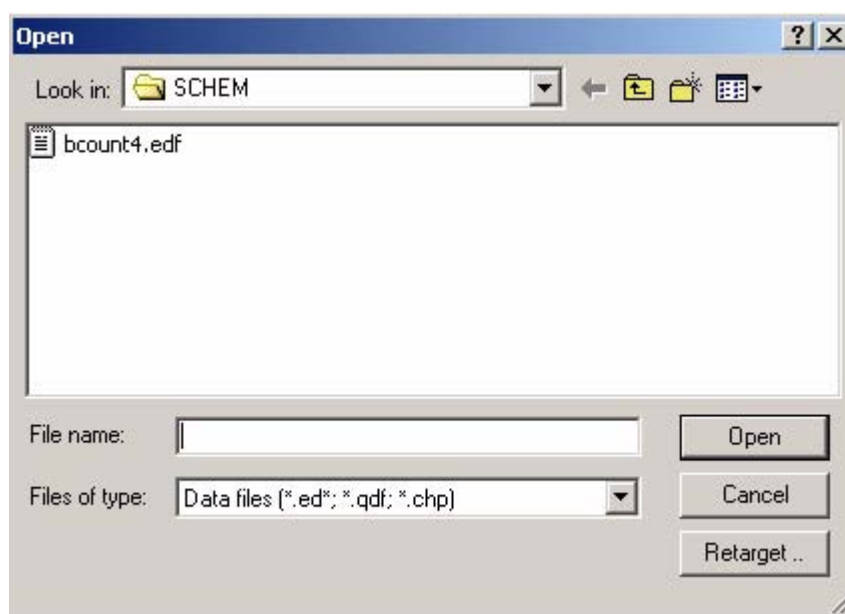 Open
Look in: SCHEM
bcount4.edf
File name: Open
Files of type: Data files (*.ed*; *.qdf; *.chp) Cancel
Retarget ..